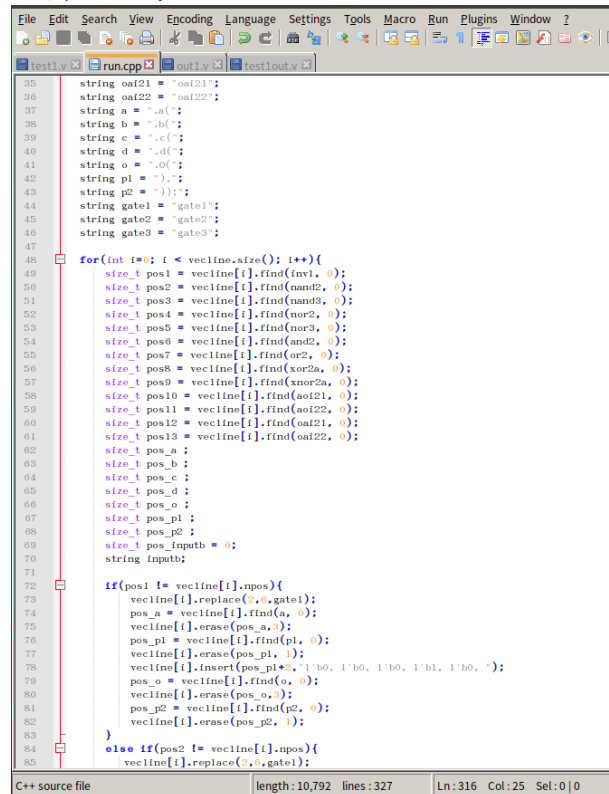 File Edit Search View Encoding Language Settings Tools Macro Run Plugins Window ?
test1.v run.cpp out1.v test1out.v
35 string oai21 = "oai21";
36 string oai22 = "oai22";
37 string a = ".a(";
38 string b = ".b(";
39 string c = ".c(";
40 string d = ".d(";
41 string o = ".O(";
42 string p1 = "),";
43 string p2 = "));";
44 string gate1 = "gate1";
45 string gate2 = "gate2";
46 string gate3 = "gate3";
47
48 for(int i=0; i < vecline.size(); i++){
49 size_t pos1 = vecline[i].find(inv1, 0);
50 size_t pos2 = vecline[i].find(nand2, 0);
51 size_t pos3 = vecline[i].find(nand3, 0);
52 size_t pos4 = vecline[i].find(nor2, 0);
53 size_t pos5 = vecline[i].find(nor3, 0);
54 size_t pos6 = vecline[i].find(and2, 0);
55 size_t pos7 = vecline[i].find(or2, 0);
56 size_t pos8 = vecline[i].find(xor2a, 0);
57 size_t pos9 = vecline[i].find(xnor2a, 0);
58 size_t pos10 = vecline[i].find(aoi21, 0);
59 size_t pos11 = vecline[i].find(aoi22, 0);
60 size_t pos12 = vecline[i].find(oai21, 0);
61 size_t pos13 = vecline[i].find(oai22, 0);
62 size_t pos_a ;
63 size_t pos_b ;
64 size_t pos_c ;
65 size_t pos_d ;
66 size_t pos_o ;
67 size_t pos_p1 ;
68 size_t pos_p2 ;
69 size_t pos_inputb = 0;
70 string inputb;
71
72 if(pos1 != vecline[i].npos){
73 vecline[i].replace(2,6,gate1);
74 pos_a = vecline[i].find(a, 0);
75 vecline[i].erase(pos_a,3);
76 pos_p1 = vecline[i].find(p1, 0);
77 vecline[i].erase(pos_p1, 1);
78 vecline[i].insert(pos_p1+2,"1'b0, 1'b0, 1'b0, 1'b1, 1'b0, ");
79 pos_o = vecline[i].find(o, 0);
80 vecline[i].erase(pos_o,3);
81 pos_p2 = vecline[i].find(p2, 0);
82 vecline[i].erase(pos_p2, 1);
83 }
84 else if(pos2 != vecline[i].npos){
85 vecline[i].replace(2,6,gate1);
C++ source file length : 10,792 lines : 327 Ln : 316 Col : 25 Sel : 0 | 0